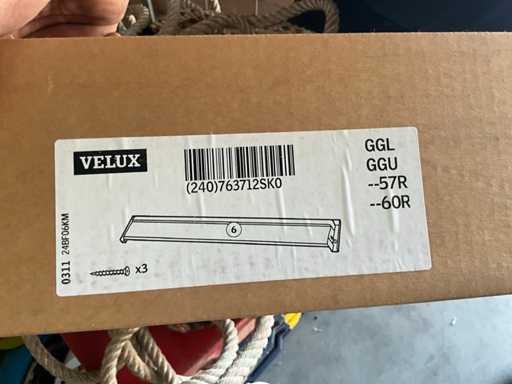 VELUX
(240)763712SK0
GGL
GGU
--57R
--60R
6
x3
0311 24BF06KM